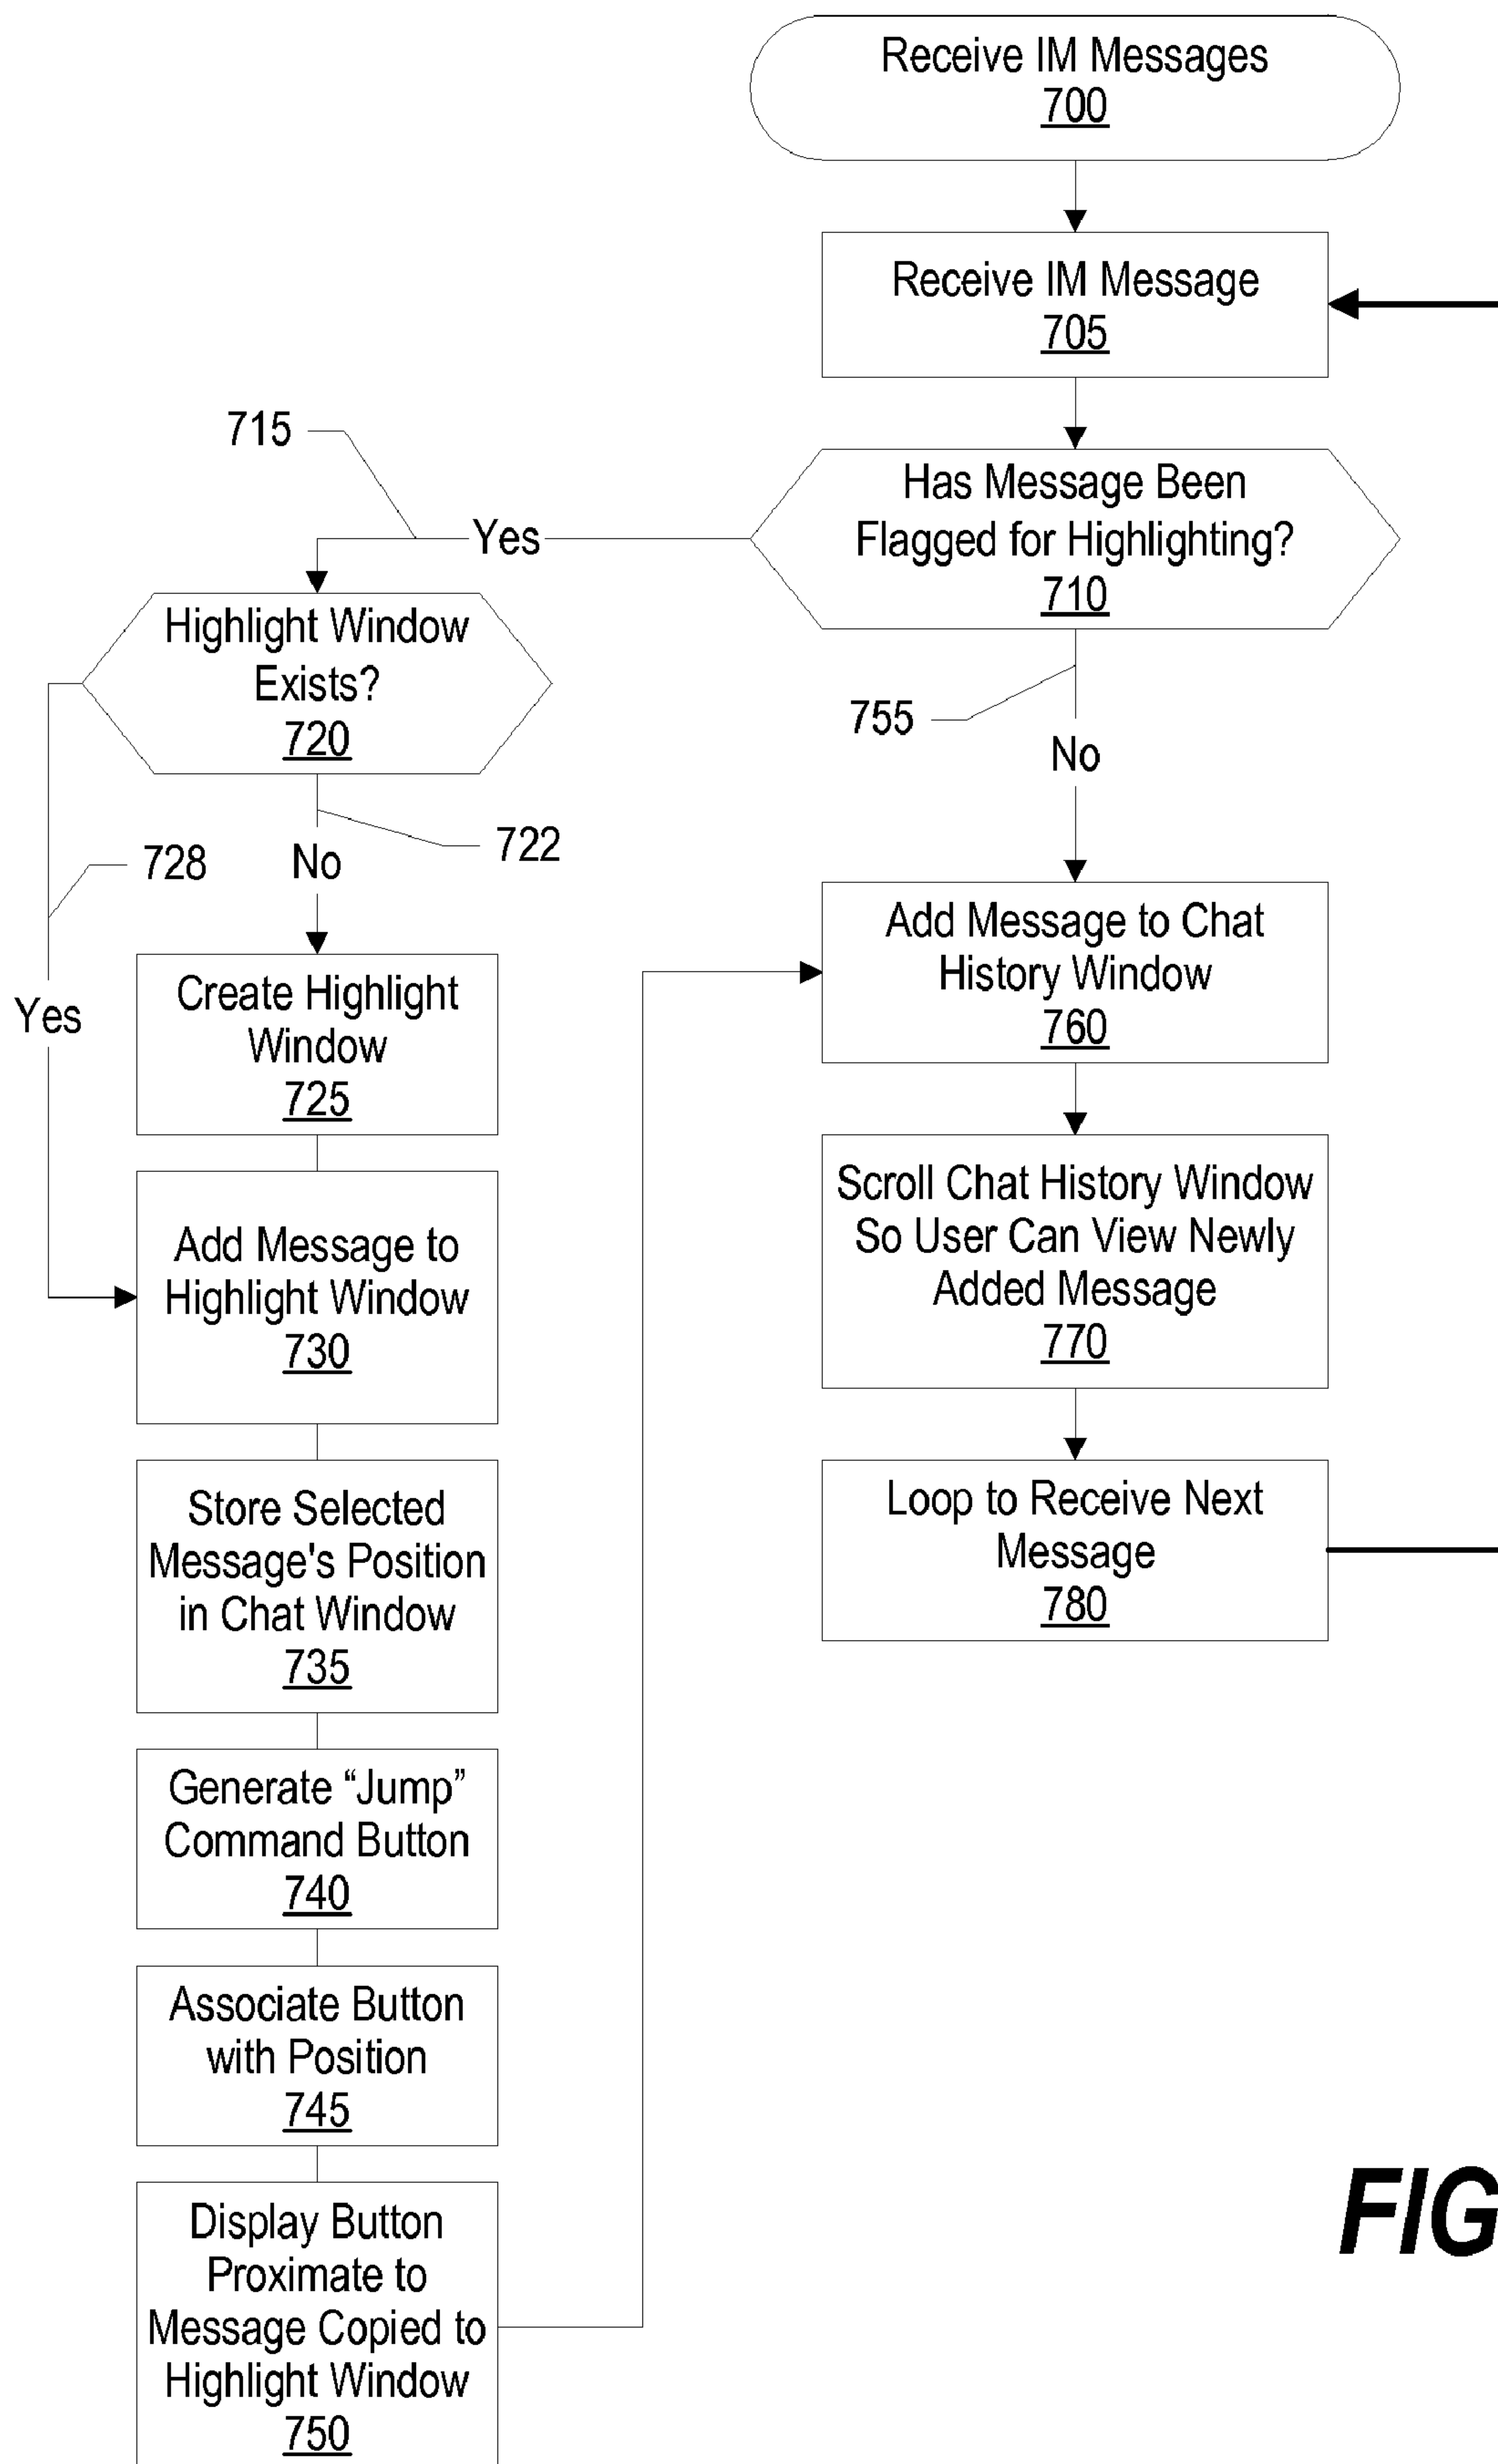 Receive IM Messages
700
Receive IM Message
705
715
Has Message Been
Flagged for Highlighting?
710
Yes
Highlight Window
Exists?
720
755
No
728
No
722
Yes
Create Highlight
Window
725
Add Message to Chat
History Window
760
Add Message to
Highlight Window
730
Scroll Chat History Window
So User Can View Newly
Added Message
770
Store Selected
Message's Position
in Chat Window
735
Loop to Receive Next
Message
780
Generate “Jump”
Command Button
740
Associate Button
with Position
745
Display Button
Proximate to
Message Copied to
Highlight Window
750
FIG